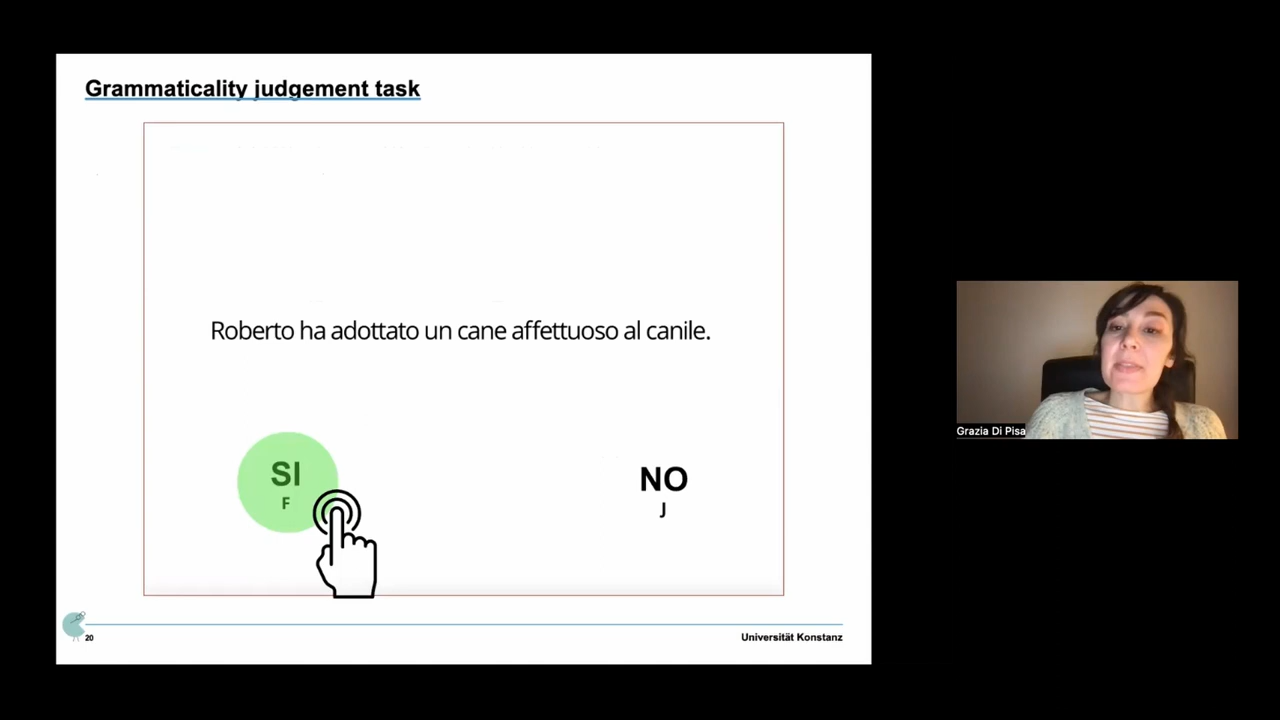 Grammaticality judgement task
Roberto ha adottato un cane affettuoso al canile.
SI
F
NO
J
Grazia Di Pisa
20
Universität Konstanz